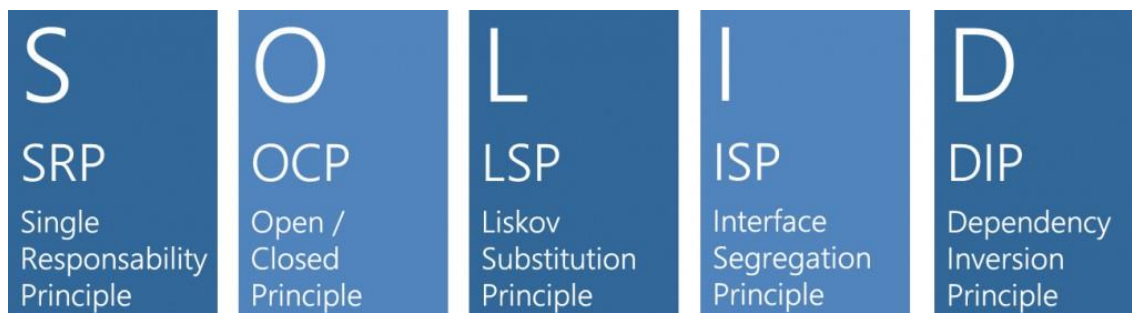 S
SRP
Single
Responsability
Principle
O
OCP
Open /
Closed
Principle
L
LSP
Liskov
Substitution
Principle
I
ISP
Interface
Segregation
Principle
D
DIP
Dependency
Inversion
Principle